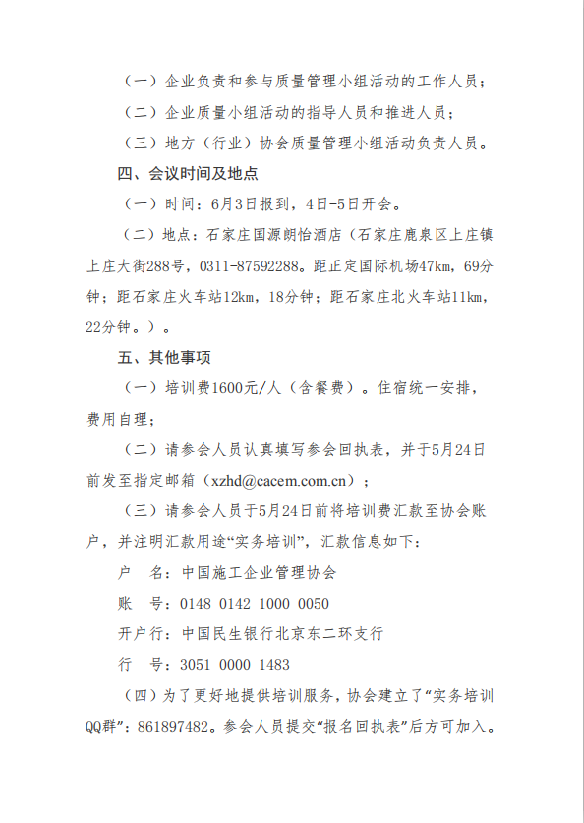 （一）企业负责和参与质量管理小组活动的工作人员；
（二）企业质量小组活动的指导人员和推进人员；
（三）地方（行业）协会质量管理小组活动负责人员。
四、会议时间及地点
（一）时间：6月3日报到，4日-5日开会。
（二）地点：石家庄国源朗怡酒店（石家庄鹿泉区上庄镇
上庄大街288号，0311-87592288。距正定国际机场47km，69分
钟；距石家庄火车站12km，18分钟；距石家庄北火车站11km，
22分钟。）。
五、其他事项
（一）培训费1600元/人（含餐费）。住宿统一安排，
费用自理；
（二）请参会人员认真填写参会回执表，并于5月24日
前发至指定邮箱（xzhd@cacem.com.cn）；
（三）请参会人员于5月24日前将培训费汇款至协会账
户，并注明汇款用途“实务培训”，汇款信息如下：
户　名：中国施工企业管理协会
账　号：0148 0142 1000 0050
开户行：中国民生银行北京东二环支行
行　号：3051 0000 1483
（四）为了更好地提供培训服务，协会建立了“实务培训
QQ群”：861897482。参会人员提交“报名回执表”后方可加入。